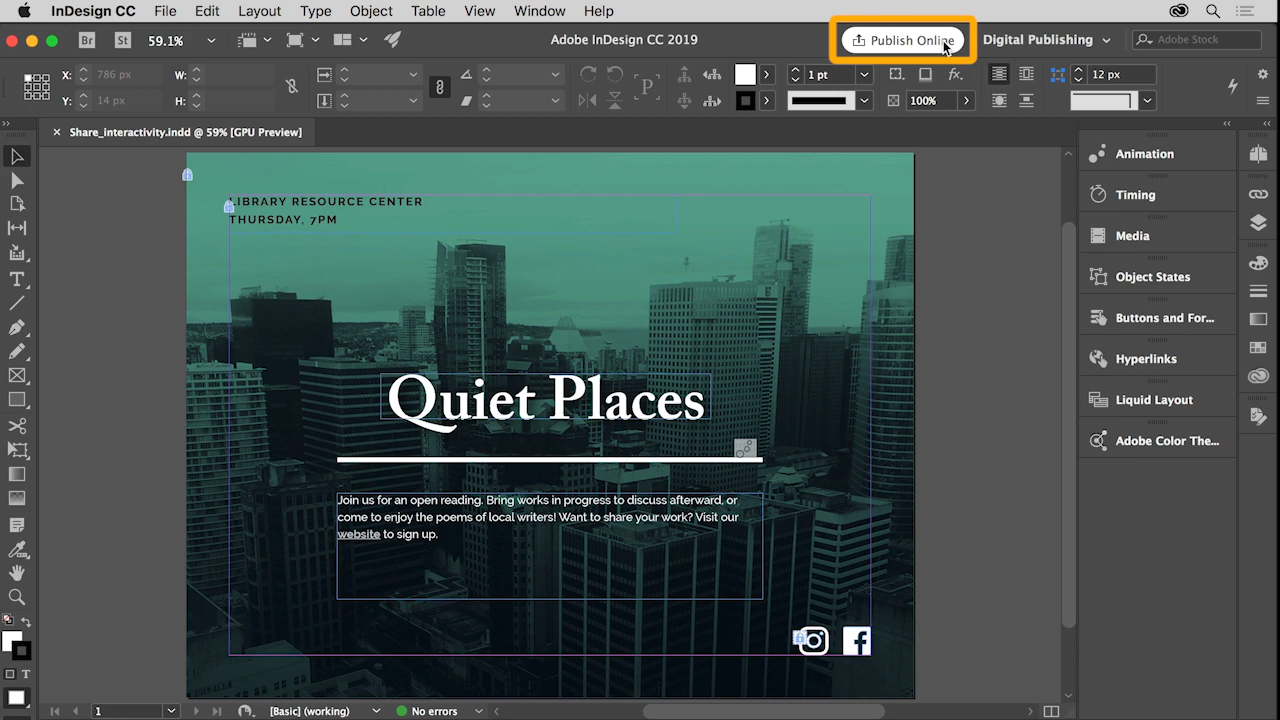 InDesign CC File Edit Layout Type Object Table View Window Help
Br St 59.1% Adobe InDesign CC 2019 Publish Online Digital Publishing Adobe Stock
X: 786 px W: 1 pt fx. 12 px
Y: 14 px H: P 100%
× Share_interactivity.indd @ 59% [GPU Preview]
LIBRARY RESOURCE CENTER
THURSDAY, 7PM
Quiet Places
Join us for an open reading. Bring works in progress to discuss afterward, or
come to enjoy the poems of local writers! Want to share your work? Visit our
website to sign up.
Animation
Timing
Media
Object States
Buttons and For...
Hyperlinks
Liquid Layout
Adobe Color The...
T
T
1 [Basic] (working) No errors